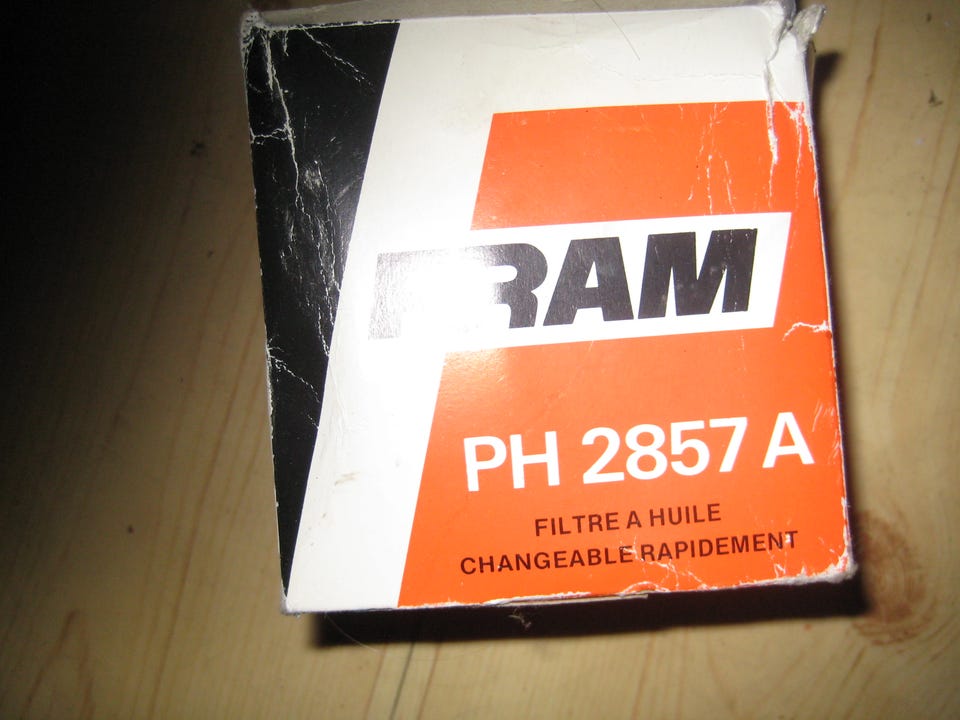 FRAM
PH 2857 A
FILTRE A HUILE
CHANGEABLE RAPIDEMENT